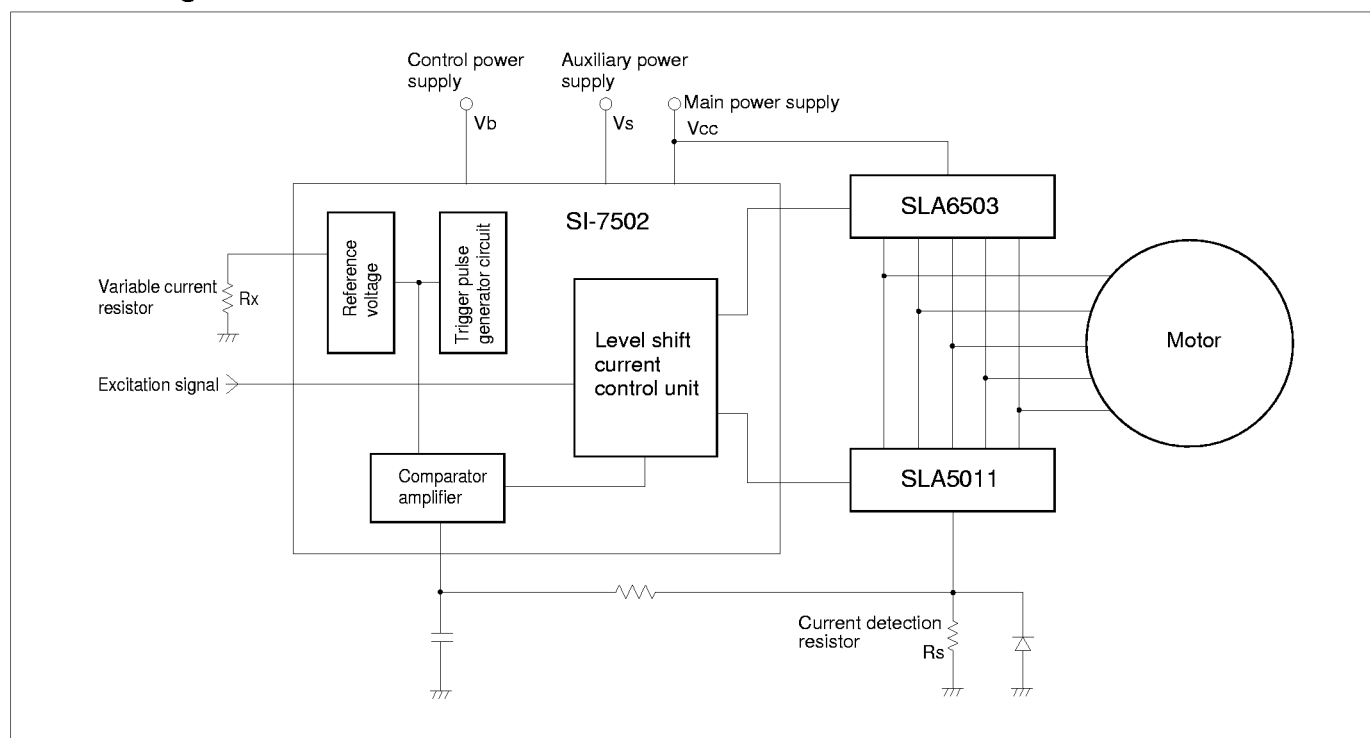 Control power
supply
Vb
Auxiliary power
supply
Vs
Main power supply
Vcc
SI-7502
SLA6503
Reference
voltage
Trigger pulse
generator circuit
Variable current
resistor
Rx
Level shift
current
control unit
Motor
Excitation signal
Comparator
amplifier
SLA5011
Current detection
resistor
Rs